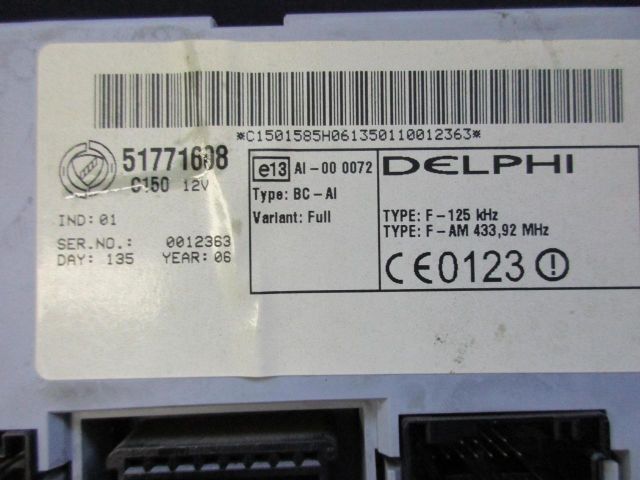 *C1501585H061350110012363*
51771608
C150 12V
IND: 01
SER.NO.: 0012363
DAY: 135 YEAR: 06
e13 AI-00 0072
Type: BC-AI
Variant: Full
DELPHI
TYPE: F-125 kHz
TYPE: F-AM 433,92 MHz
CE0123